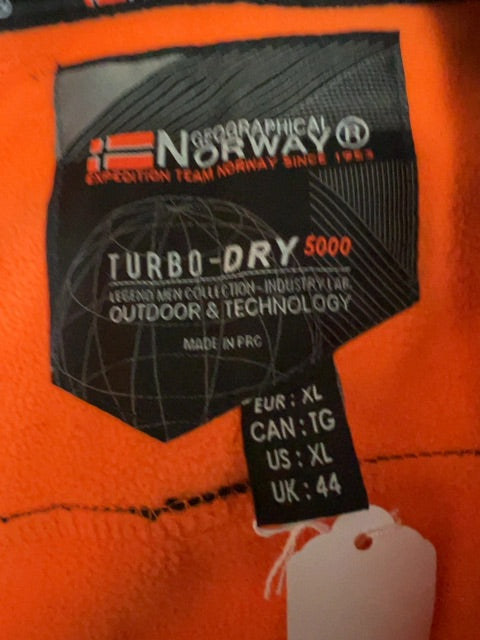 GEOGRAPHICAL
NORWAY ®
EXPEDITION TEAM NORWAY SINCE 1984
TURBO-DRY 5000
LEGEND MEN COLLECTION-INDUSTRY LAB
OUTDOOR & TECHNOLOGY
MADE IN PRC
EUR : XL
CAN : TG
US : XL
UK : 44